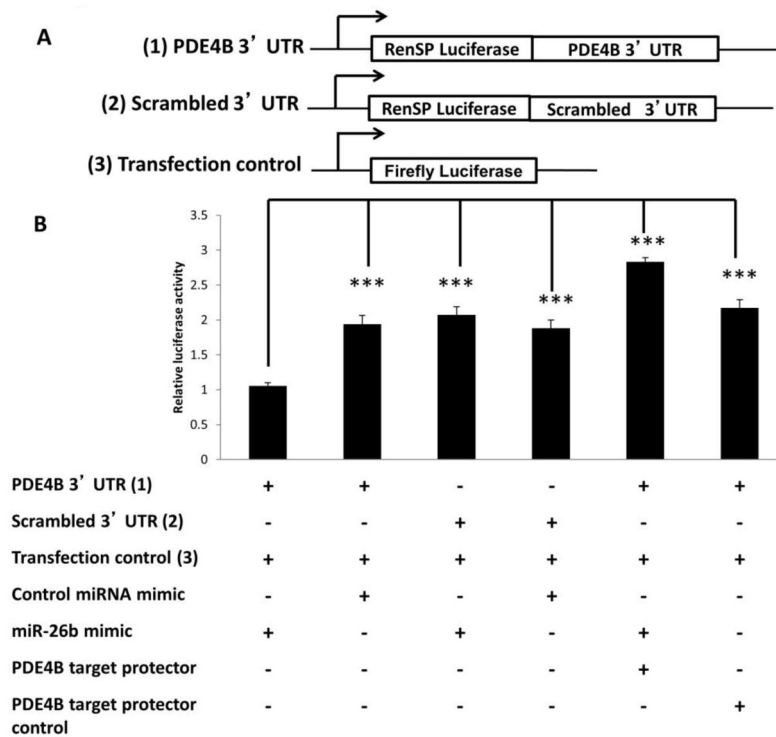 A
(1) PDE4B 3’ UTR
RenSP Luciferase
PDE4B 3’ UTR
(2) Scrambled 3’ UTR
RenSP Luciferase
Scrambled 3’ UTR
(3) Transfection control
Firefly Luciferase
B
Relative luciferase activity
3.5
3
2.5
2
1.5
1
0.5
0
***
***
***
***
***
PDE4B 3’ UTR (1) + + - - + +
Scrambled 3’ UTR (2) - - + + - -
Transfection control (3) + + + + + +
Control miRNA mimic - + - + - -
miR-26b mimic + - + - + -
PDE4B target protector - - - - + -
PDE4B target protector - - - - - +
control